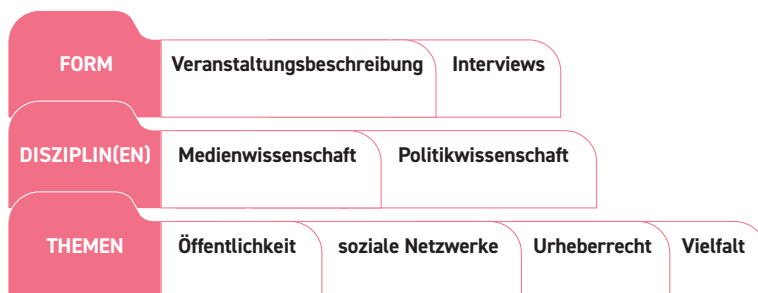 FORM Veranstaltungsbeschreibung Interviews
DISZIPLIN(EN) Medienwissenschaft Politikwissenschaft
THEMEN Öffentlichkeit soziale Netzwerke Urheberrecht Vielfalt